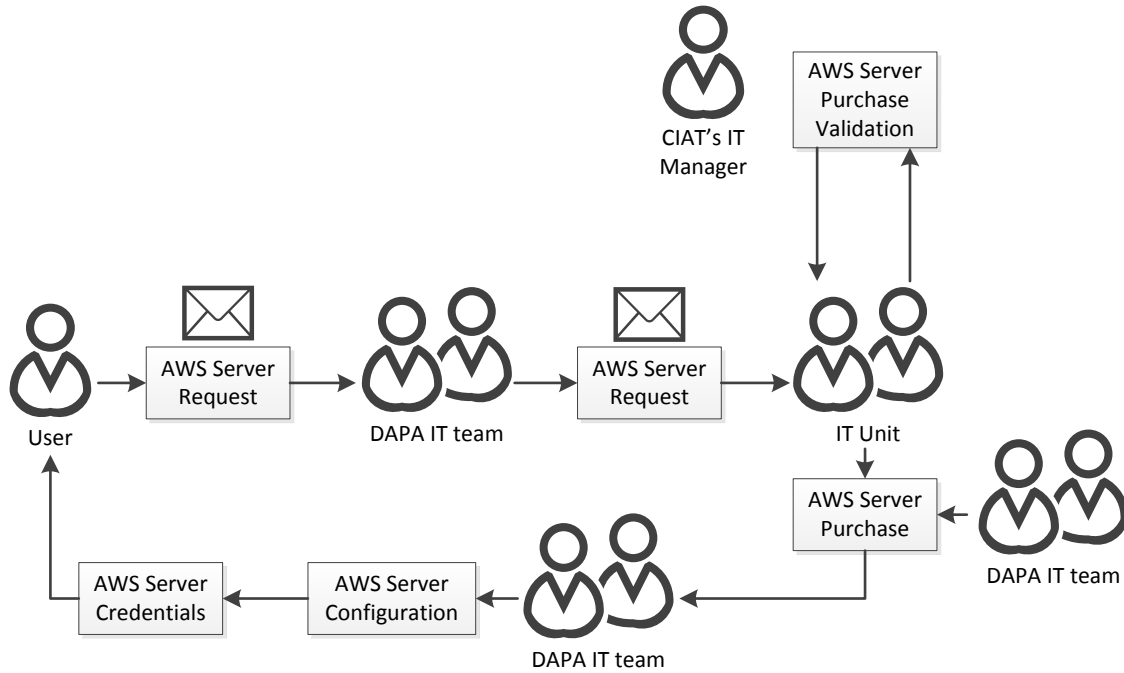 AWS Server
Purchase
Validation
CIAT's IT
Manager
AWS Server
Request
AWS Server
Request
User
DAPA IT team
IT Unit
AWS Server
Purchase
DAPA IT team
AWS Server
Credentials
AWS Server
Configuration
DAPA IT team